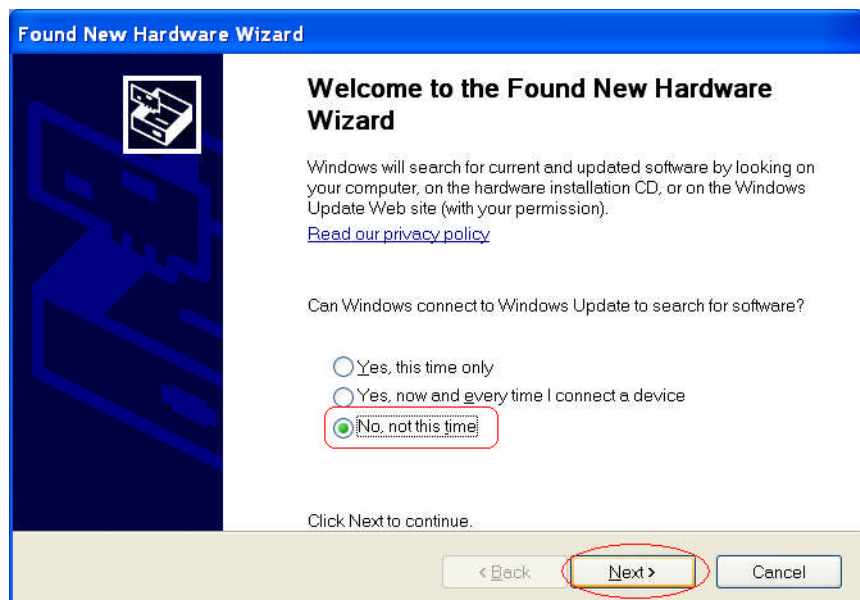 Found New Hardware Wizard
Welcome to the Found New Hardware
Wizard
Windows will search for current and updated software by looking on
your computer, on the hardware installation CD, or on the Windows
Update Web site (with your permission).
Read our privacy policy
Can Windows connect to Windows Update to search for software?
Yes, this time only
Yes, now and every time I connect a device
No, not this time
Click Next to continue.
< Back Next > Cancel